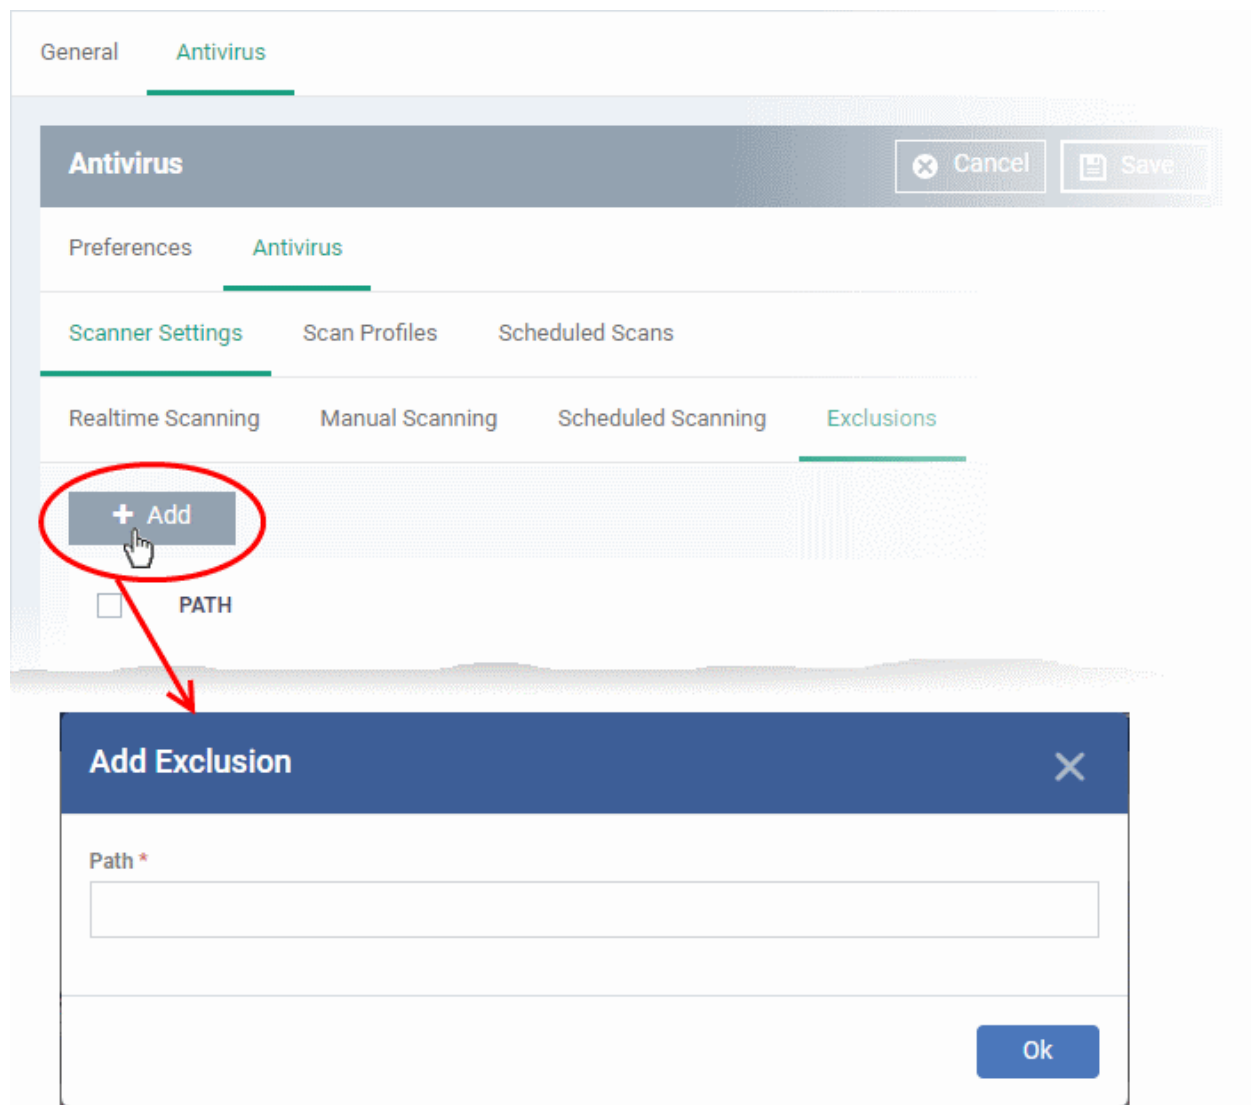 General Antivirus
Antivirus Cancel Save
Preferences Antivirus
Scanner Settings Scan Profiles Scheduled Scans
Realtime Scanning Manual Scanning Scheduled Scanning Exclusions
+ Add
PATH
Add Exclusion
Path *
Ok